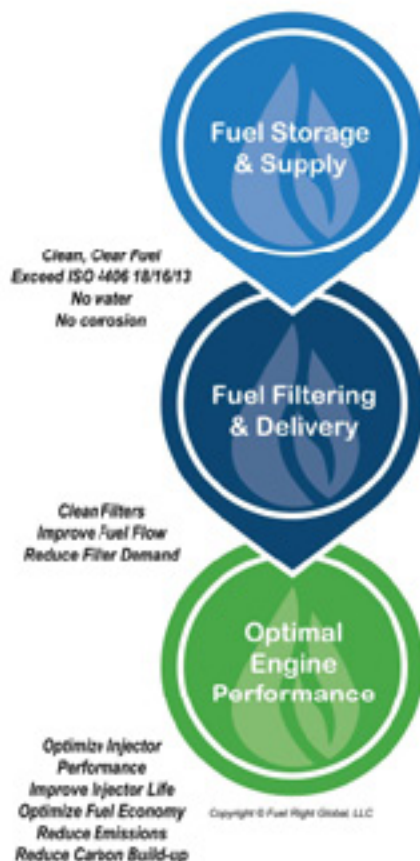 Fuel Storage
& Supply
Clean, Clear Fuel
Exceed ISO 4406 18/16/13
No water
No corrosion
Fuel Filtering
& Delivery
Clean Filters
Improve Fuel Flow
Reduce Filter Demand
Optimal
Engine
Performance
Optimize Injector
Performance
Improve Injector Life
Optimize Fuel Economy
Reduce Emissions
Reduce Carbon Build-up
Copyright © Fuel Right Global, LLC